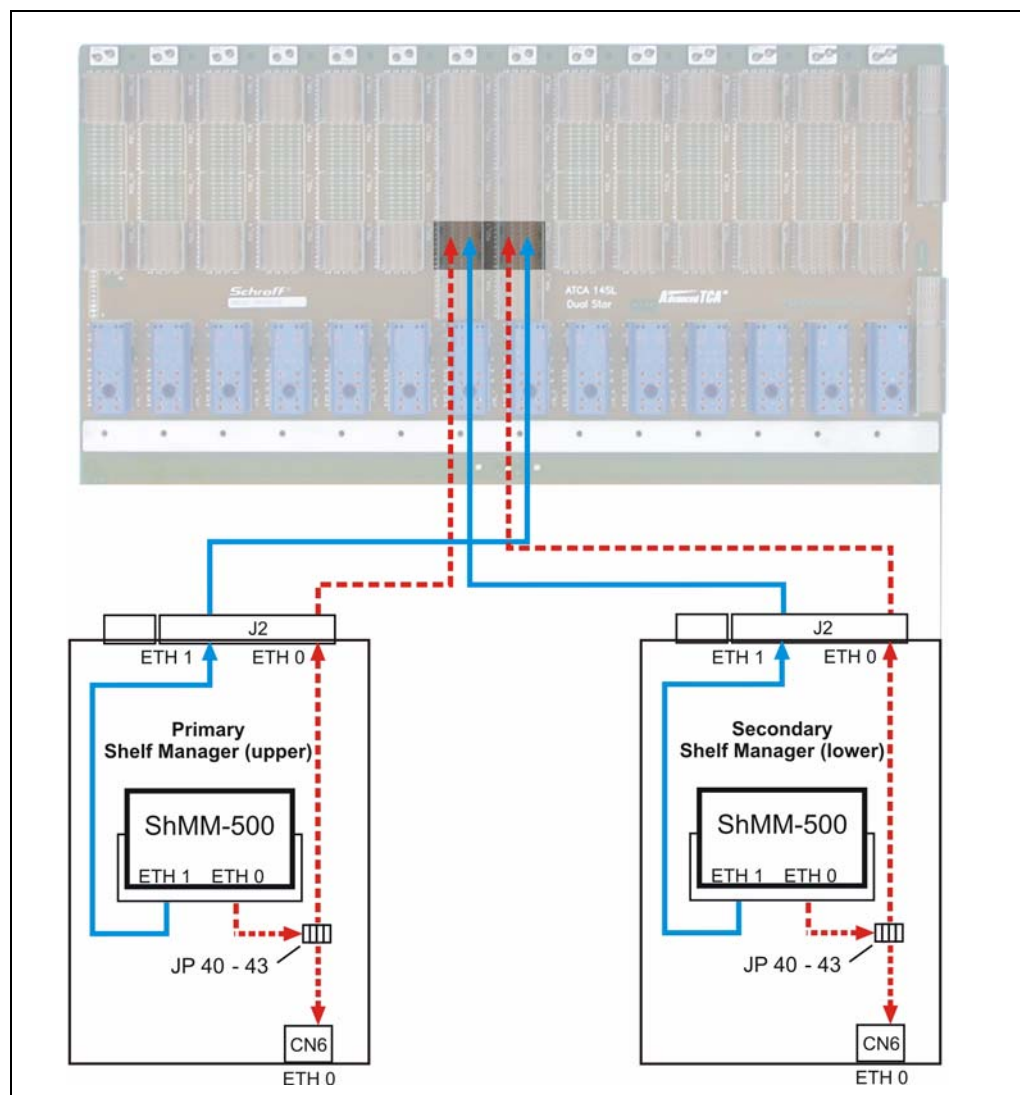 Schroff
ATCA 14SL
Dual Star
AdvancedTCA
J2
ETH 1 ETH 0
Primary
Shelf Manager (upper)
ShMM-500
ETH 1 ETH 0
JP 40 - 43
CN6
ETH 0
J2
ETH 1 ETH 0
Secondary
Shelf Manager (lower)
ShMM-500
ETH 1 ETH 0
JP 40 - 43
CN6
ETH 0